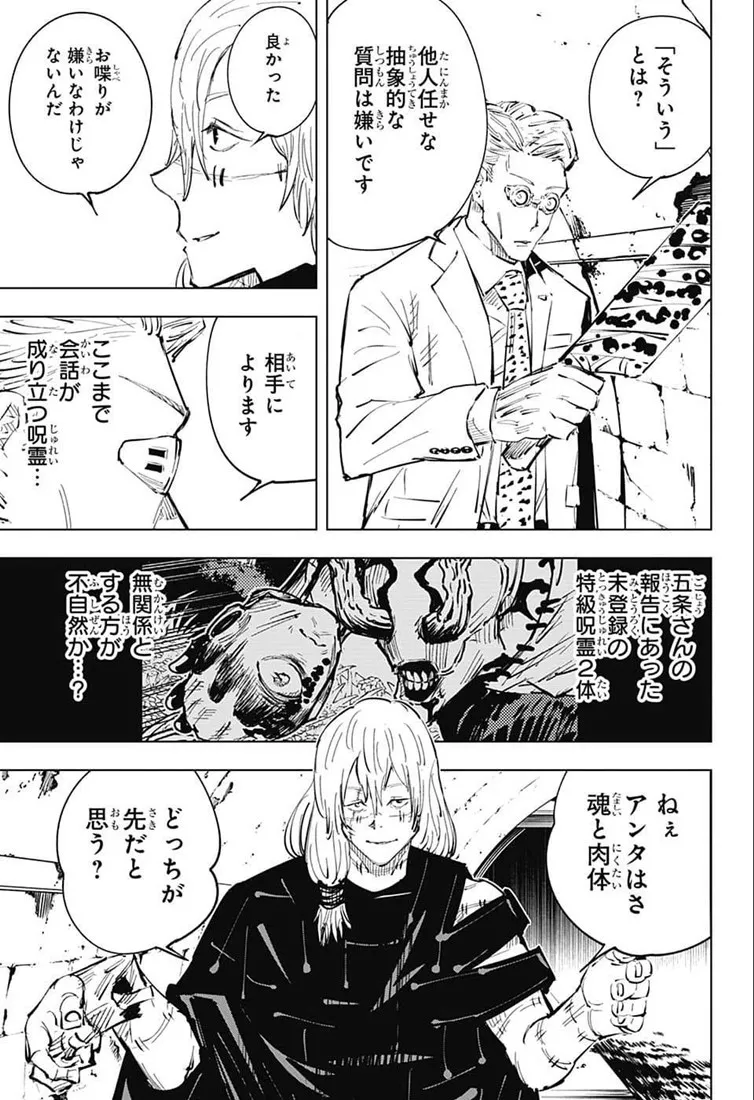 「そういう」
とは？
他人任せな
抽象的な
質問は嫌いです
良かった
お喋りが
嫌いなわけじゃ
ないんだ
相手に
よります
ここまで
会話が
成り立つ呪霊…
五条さんの
報告にあった
未登録の
特級呪霊2体
無関係と
する方が
不自然か…？
ねぇ
アンタはさ
魂と肉体
どっちが
先だと
思う？